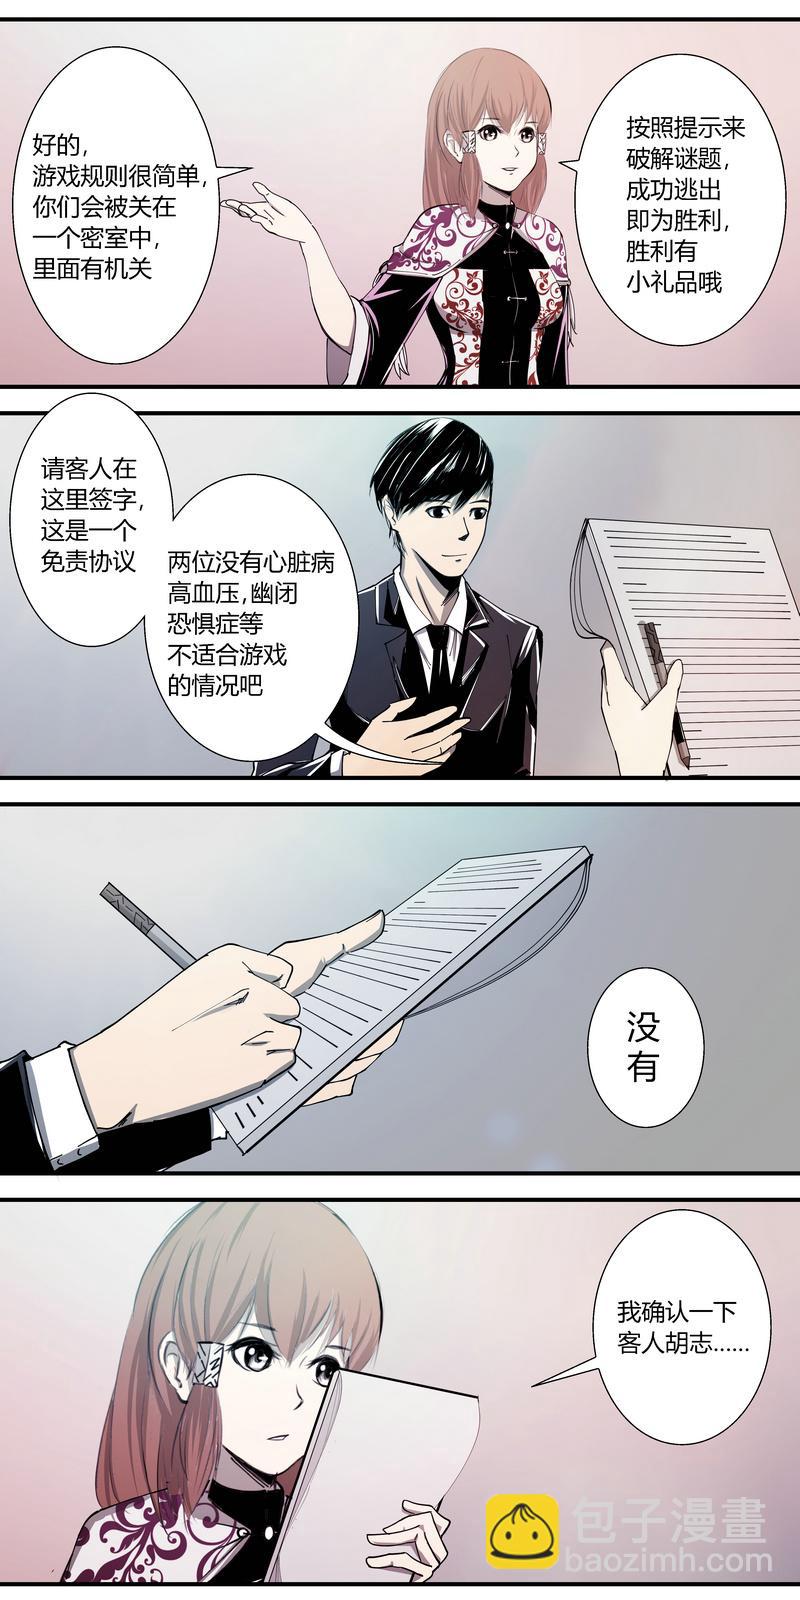 好的，
游戏规则很简单，
你们会被关在
一个密室中，
里面有机关
按照提示来
破解谜题，
成功逃出
即为胜利，
胜利有
小礼品哦
请客人在
这里签字，
这是一个
免责协议
两位没有心脏病
高血压，幽闭
恐惧症等
不适合游戏
的情况吧
没
有
我确认一下
客人胡志……
包子漫畫
baozimh.com